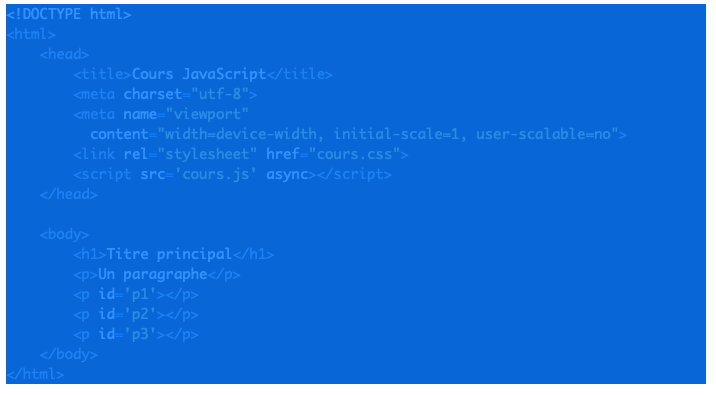 <!DOCTYPE html>
<html>
    <head>
        <title>Cours JavaScript</title>
        <meta charset="utf-8">
        <meta name="viewport"
          content="width=device-width, initial-scale=1, user-scalable=no">
        <link rel="stylesheet" href="cours.css">
        <script src='cours.js' async></script>
    </head>

    <body>
        <h1>Titre principal</h1>
        <p>Un paragraphe</p>
        <p id='p1'></p>
        <p id='p2'></p>
        <p id='p3'></p>
    </body>
</html>